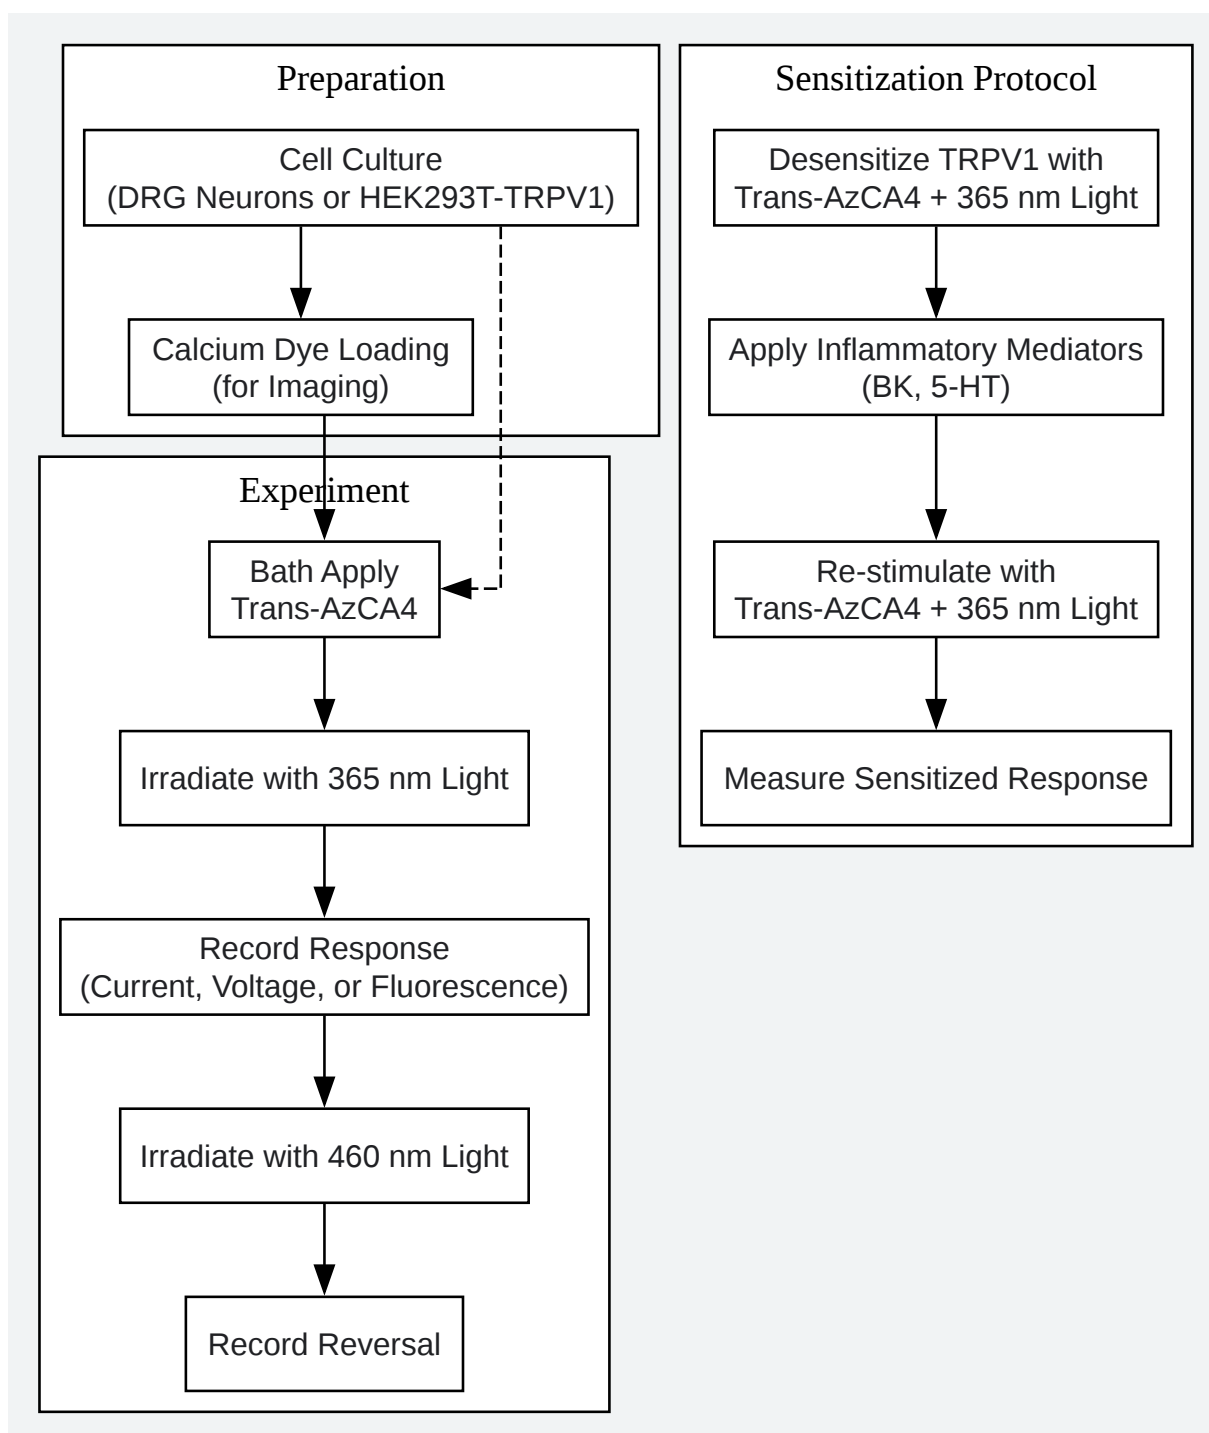 Preparation
Cell Culture
(DRG Neurons or HEK293T-TRPV1)
Calcium Dye Loading
(for Imaging)
Experiment
Bath Apply
Trans-AzCA4
Irradiate with 365 nm Light
Record Response
(Current, Voltage, or Fluorescence)
Irradiate with 460 nm Light
Record Reversal
Sensitization Protocol
Desensitize TRPV1 with
Trans-AzCA4 + 365 nm Light
Apply Inflammatory Mediators
(BK, 5-HT)
Re-stimulate with
Trans-AzCA4 + 365 nm Light
Measure Sensitized Response